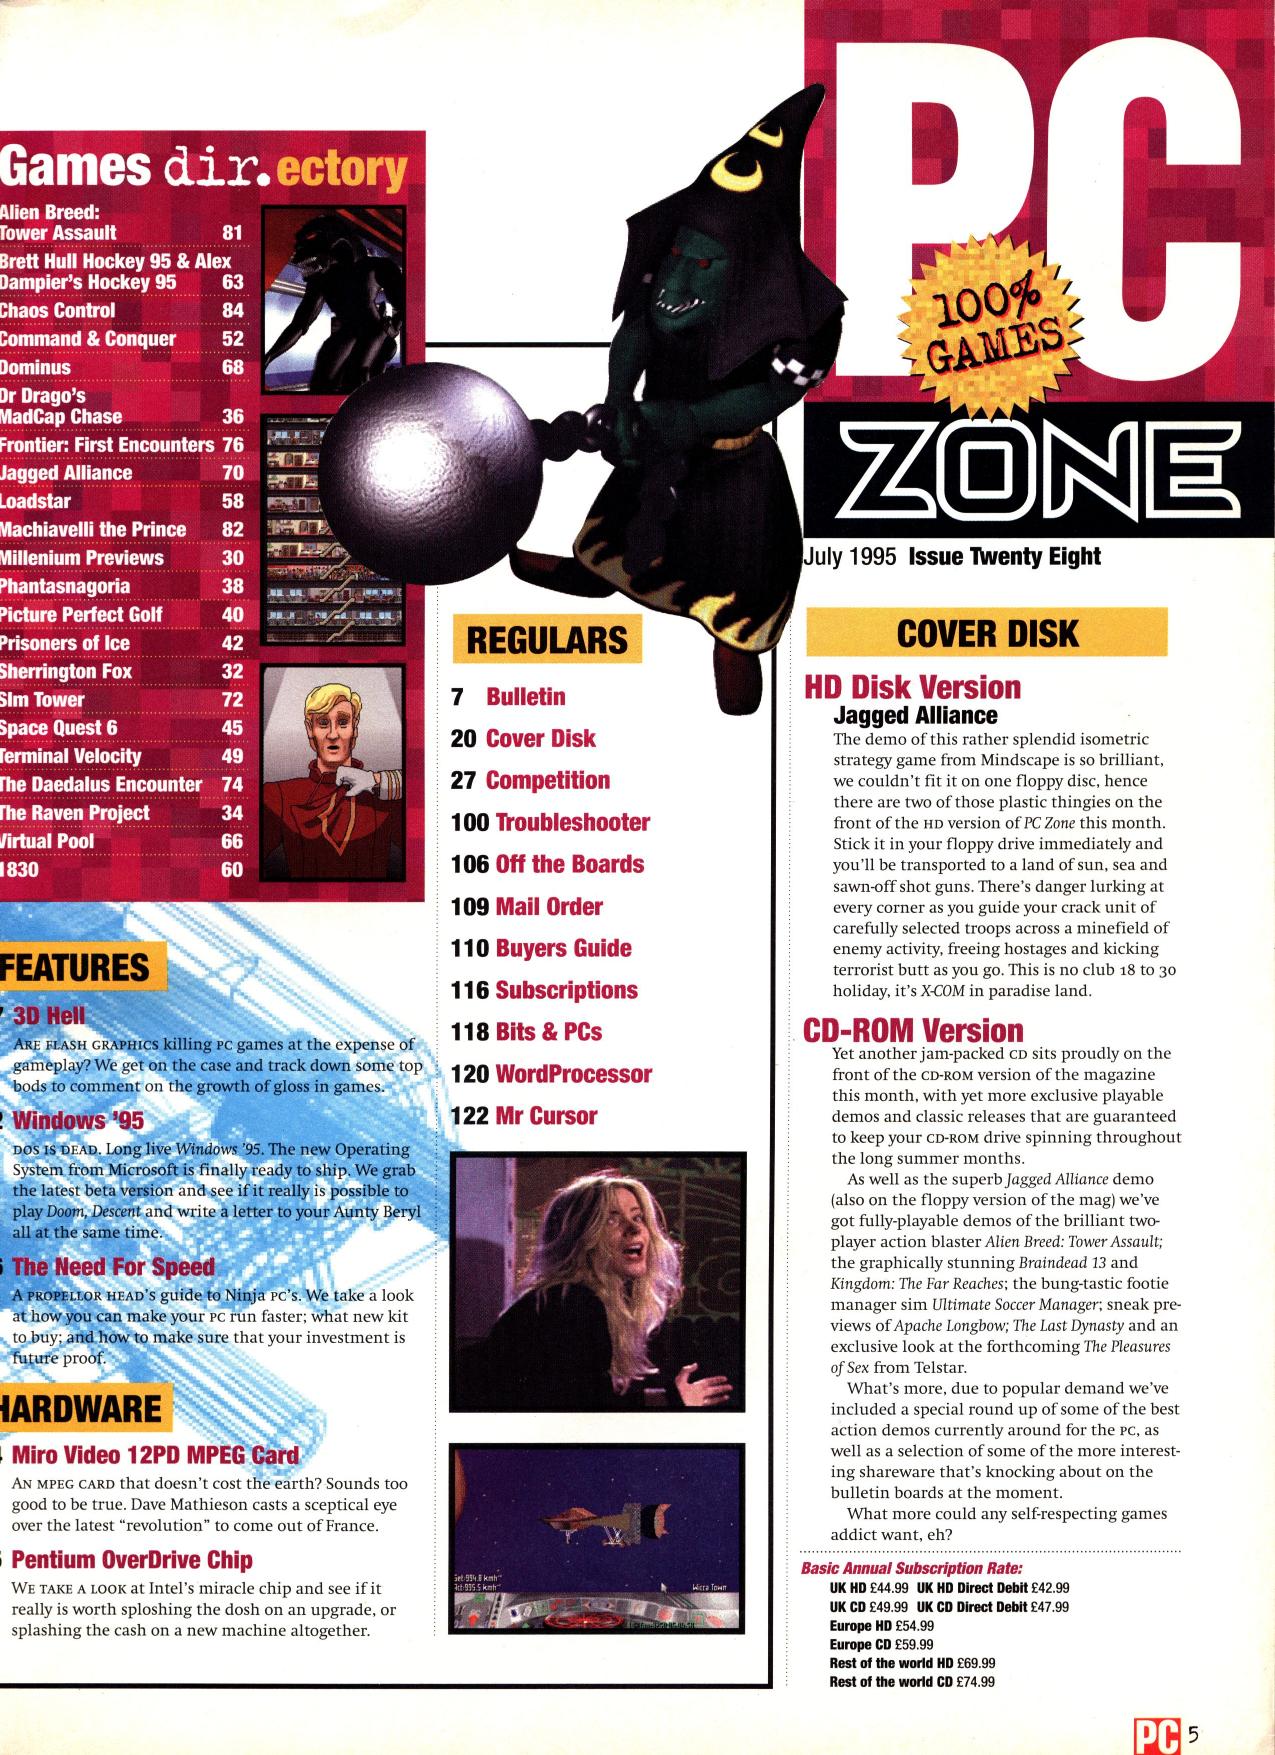 PC
100%
GAMES
ZONE
July 1995 Issue Twenty Eight
Games dir.ectory
Alien Breed:
Tower Assault 81
Brett Hull Hockey 95 & Alex
Dampier's Hockey 95 63
Chaos Control 84
Command & Conquer 52
Dominus 68
Dr Drago's
MadCap Chase 36
Frontier: First Encounters 76
Jagged Alliance 70
Loadstar 58
Machiavelli the Prince 82
Millenium Previews 30
Phantasnagoria 38
Picture Perfect Golf 40
Prisoners of Ice 42
Sherrington Fox 32
SIm Tower 72
Space Quest 6 45
Terminal Velocity 49
The Daedalus Encounter 74
The Raven Project 34
Virtual Pool 66
1830 60
FEATURES
3D Hell
ARE FLASH GRAPHICS killing PC games at the expense of
gameplay? We get on the case and track down some top
bods to comment on the growth of gloss in games.
Windows '95
DOS IS DEAD. Long live Windows '95. The new Operating
System from Microsoft is finally ready to ship. We grab
the latest beta version and see if it really is possible to
play Doom, Descent and write a letter to your Aunty Beryl
all at the same time.
The Need For Speed
A PROPELLOR HEAD's guide to Ninja PC's. We take a look
at how you can make your PC run faster; what new kit
to buy; and how to make sure that your investment is
future proof.
HARDWARE
Miro Video 12PD MPEG Card
AN MPEG CARD that doesn't cost the earth? Sounds too
good to be true. Dave Mathieson casts a sceptical eye
over the latest "revolution" to come out of France.
Pentium OverDrive Chip
WE TAKE A LOOK at Intel's miracle chip and see if it
really is worth sploshing the dosh on an upgrade, or
splashing the cash on a new machine altogether.
REGULARS
7 Bulletin
20 Cover Disk
27 Competition
100 Troubleshooter
106 Off the Boards
109 Mail Order
110 Buyers Guide
116 Subscriptions
118 Bits & PCs
120 WordProcessor
122 Mr Cursor
Set:994.8 kmh⁻¹
Act:995.5 kmh⁻¹
Wicca Town
COVER DISK
HD Disk Version
Jagged Alliance
The demo of this rather splendid isometric
strategy game from Mindscape is so brilliant,
we couldn't fit it on one floppy disc, hence
there are two of those plastic thingies on the
front of the HD version of PC Zone this month.
Stick it in your floppy drive immediately and
you'll be transported to a land of sun, sea and
sawn-off shot guns. There's danger lurking at
every corner as you guide your crack unit of
carefully selected troops across a minefield of
enemy activity, freeing hostages and kicking
terrorist butt as you go. This is no club 18 to 30
holiday, it's X-COM in paradise land.
CD-ROM Version
Yet another jam-packed CD sits proudly on the
front of the CD-ROM version of the magazine
this month, with yet more exclusive playable
demos and classic releases that are guaranteed
to keep your CD-ROM drive spinning throughout
the long summer months.
As well as the superb Jagged Alliance demo
(also on the floppy version of the mag) we've
got fully-playable demos of the brilliant two-
player action blaster Alien Breed: Tower Assault;
the graphically stunning Braindead 13 and
Kingdom: The Far Reaches; the bung-tastic footie
manager sim Ultimate Soccer Manager; sneak pre-
views of Apache Longbow; The Last Dynasty and an
exclusive look at the forthcoming The Pleasures
of Sex from Telstar.
What's more, due to popular demand we've
included a special round up of some of the best
action demos currently around for the PC, as
well as a selection of some of the more interest-
ing shareware that's knocking about on the
bulletin boards at the moment.
What more could any self-respecting games
addict want, eh?
Basic Annual Subscription Rate:
UK HD £44.99 UK HD Direct Debit £42.99
UK CD £49.99 UK CD Direct Debit £47.99
Europe HD £54.99
Europe CD £59.99
Rest of the world HD £69.99
Rest of the world CD £74.99
PC 5